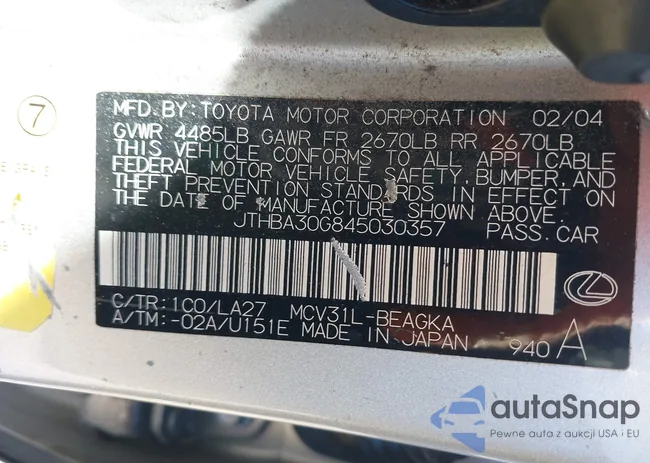 7
MFD.BY: TOYOTA MOTOR CORPORATION 02/04
GVWR 4485LB GAWR FR 2670LB RR 2670LB
THIS VEHICLE CONFORMS TO ALL APPLICABLE
FEDERAL MOTOR VEHICLE SAFETY, BUMPER, AND
THEFT PREVENTION STANDARDS IN EFFECT ON
THE DATE OF MANUFACTURE SHOWN ABOVE.
JTHBA30G845030357 PASS.CAR
C/TR:1C0/LA27 MCV31L-BEAGKA
A/TM:-02A/U151E MADE IN JAPAN 940 A
autaSnap
Pewne auta z aukcji USA i EU